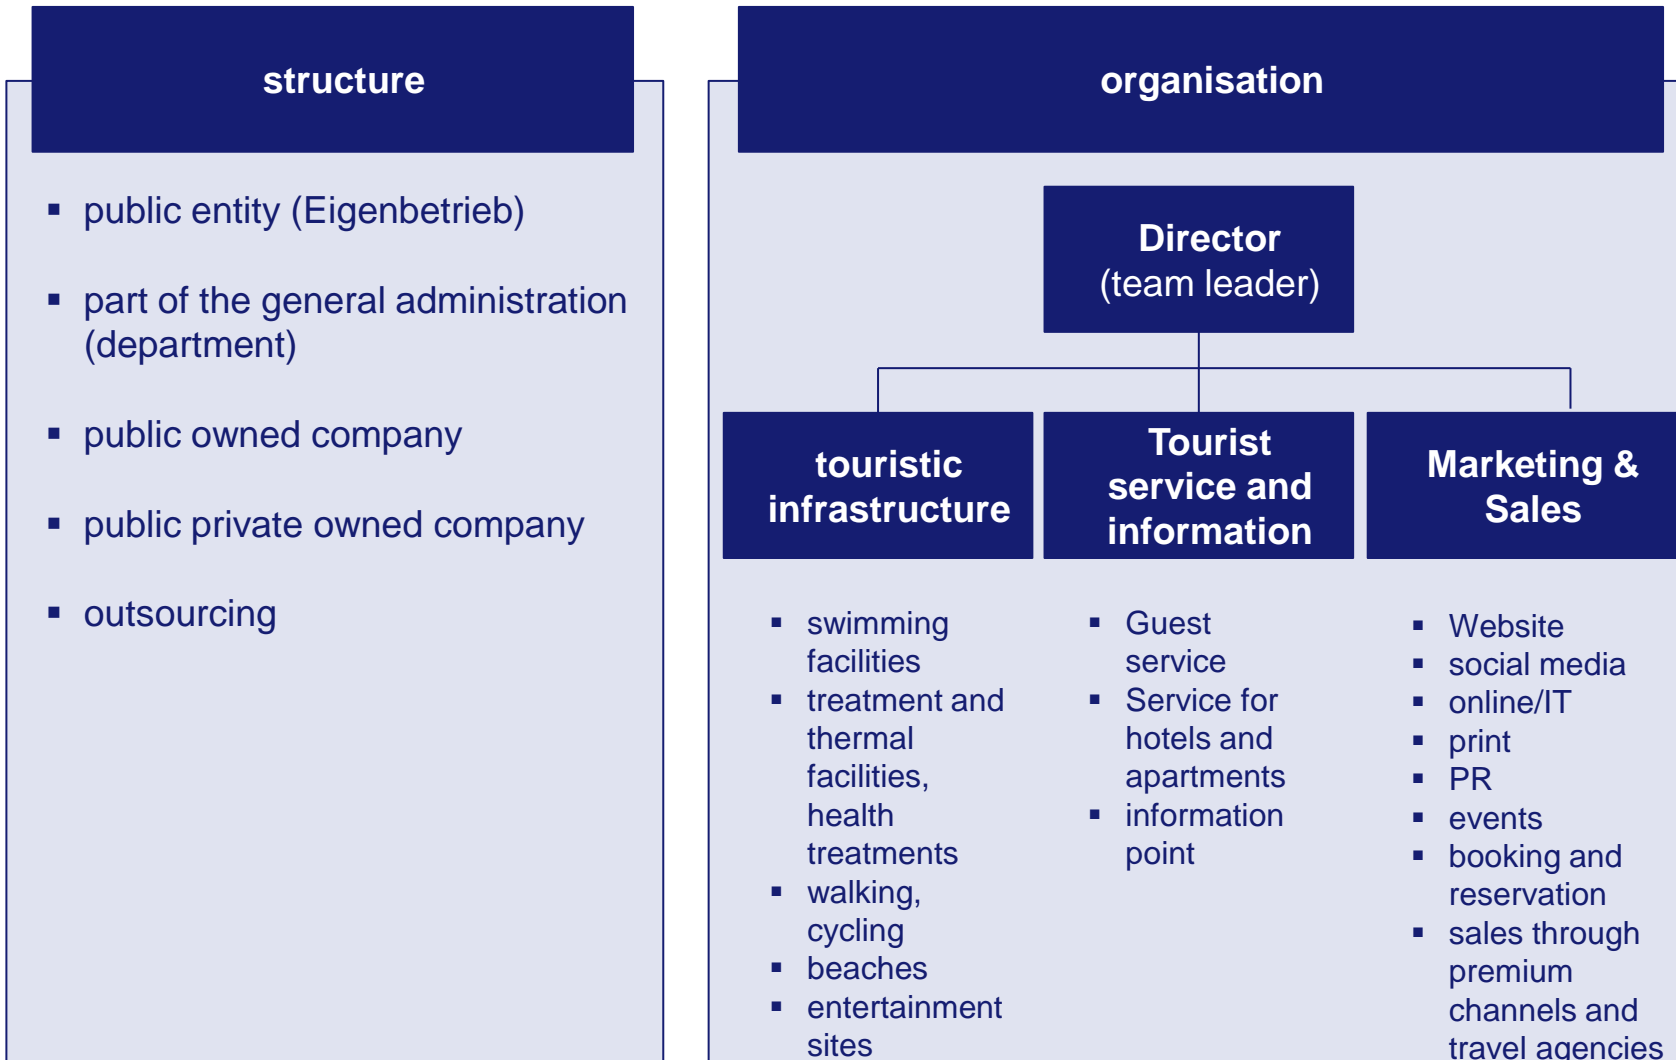 structure
▪ public entity (Eigenbetrieb)
▪ part of the general administration
(department)
▪ public owned company
▪ public private owned company
▪ outsourcing
organisation
Director
(team leader)
touristic
infrastructure
▪ swimming
facilities
▪ treatment and
thermal
facilities,
health
treatments
▪ walking,
cycling
▪ beaches
▪ entertainment
sites
Tourist
service and
information
▪ Guest
service
▪ Service for
hotels and
apartments
▪ information
point
Marketing &
Sales
▪ Website
▪ social media
▪ online/IT
▪ print
▪ PR
▪ events
▪ booking and
reservation
▪ sales through
premium
channels and
travel agencies